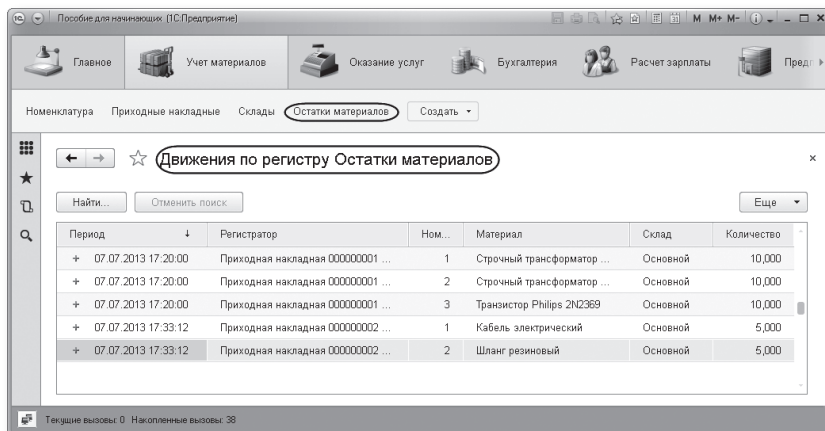 Пособие для начинающих (1С:Предприятие)
M M+ M-
Главное Учет материалов Оказание услуг Бухгалтерия Расчет зарплаты Предп
Номенклатура Приходные накладные Склады Остатки материалов Создать
Движения по регистру Остатки материалов
Найти... Отменить поиск Еще
Период Регистратор Ном... Материал Склад Количество
+ 07.07.2013 17:20:00 Приходная накладная 000000001 ... 1 Строчный трансформатор ... Основной 10,000
+ 07.07.2013 17:20:00 Приходная накладная 000000001 ... 2 Строчный трансформатор ... Основной 10,000
+ 07.07.2013 17:20:00 Приходная накладная 000000001 ... 3 Транзистор Philips 2N2369 Основной 10,000
+ 07.07.2013 17:33:12 Приходная накладная 000000002 ... 1 Кабель электрический Основной 5,000
+ 07.07.2013 17:33:12 Приходная накладная 000000002 ... 2 Шланг резиновый Основной 5,000
Текущие вызовы: 0 Накопленные вызовы: 38